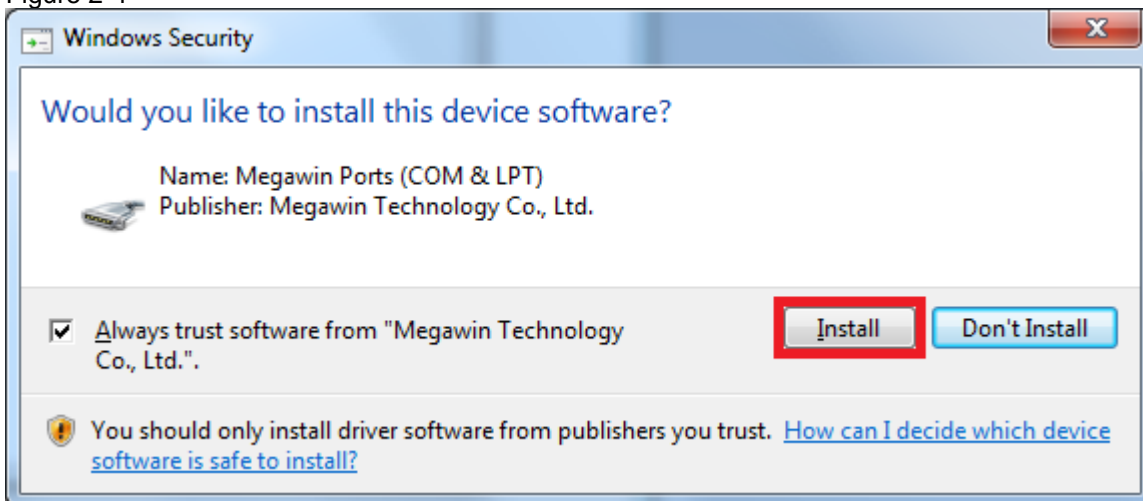 Windows Security
Would you like to install this device software?
Name: Megawin Ports (COM & LPT)
Publisher: Megawin Technology Co., Ltd.
Always trust software from "Megawin Technology
Co., Ltd.".
Install
Don't Install
You should only install driver software from publishers you trust. How can I decide which device
software is safe to install?